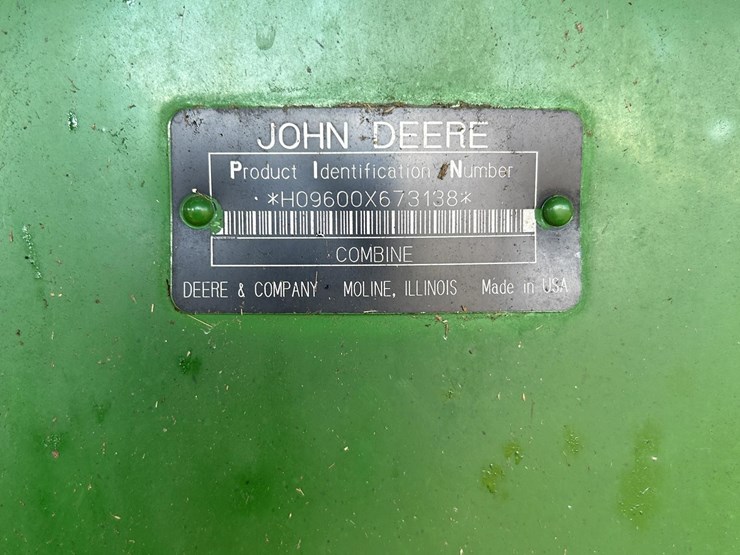 JOHN DEERE
Product Identification Number
*H09600X673138*
COMBINE
DEERE & COMPANY MOLINE, ILLINOIS Made in USA